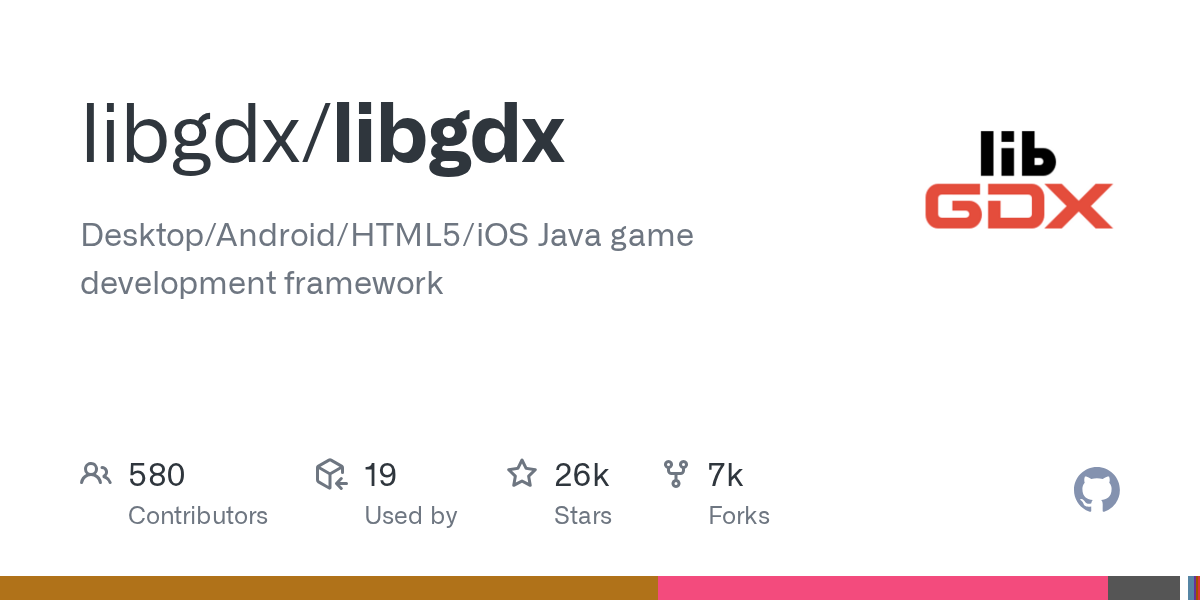 libgdx/libgdx
lib
GDX
Desktop/Android/HTML5/iOS Java game
development framework
580
Contributors
19
Used by
26k
Stars
7k
Forks